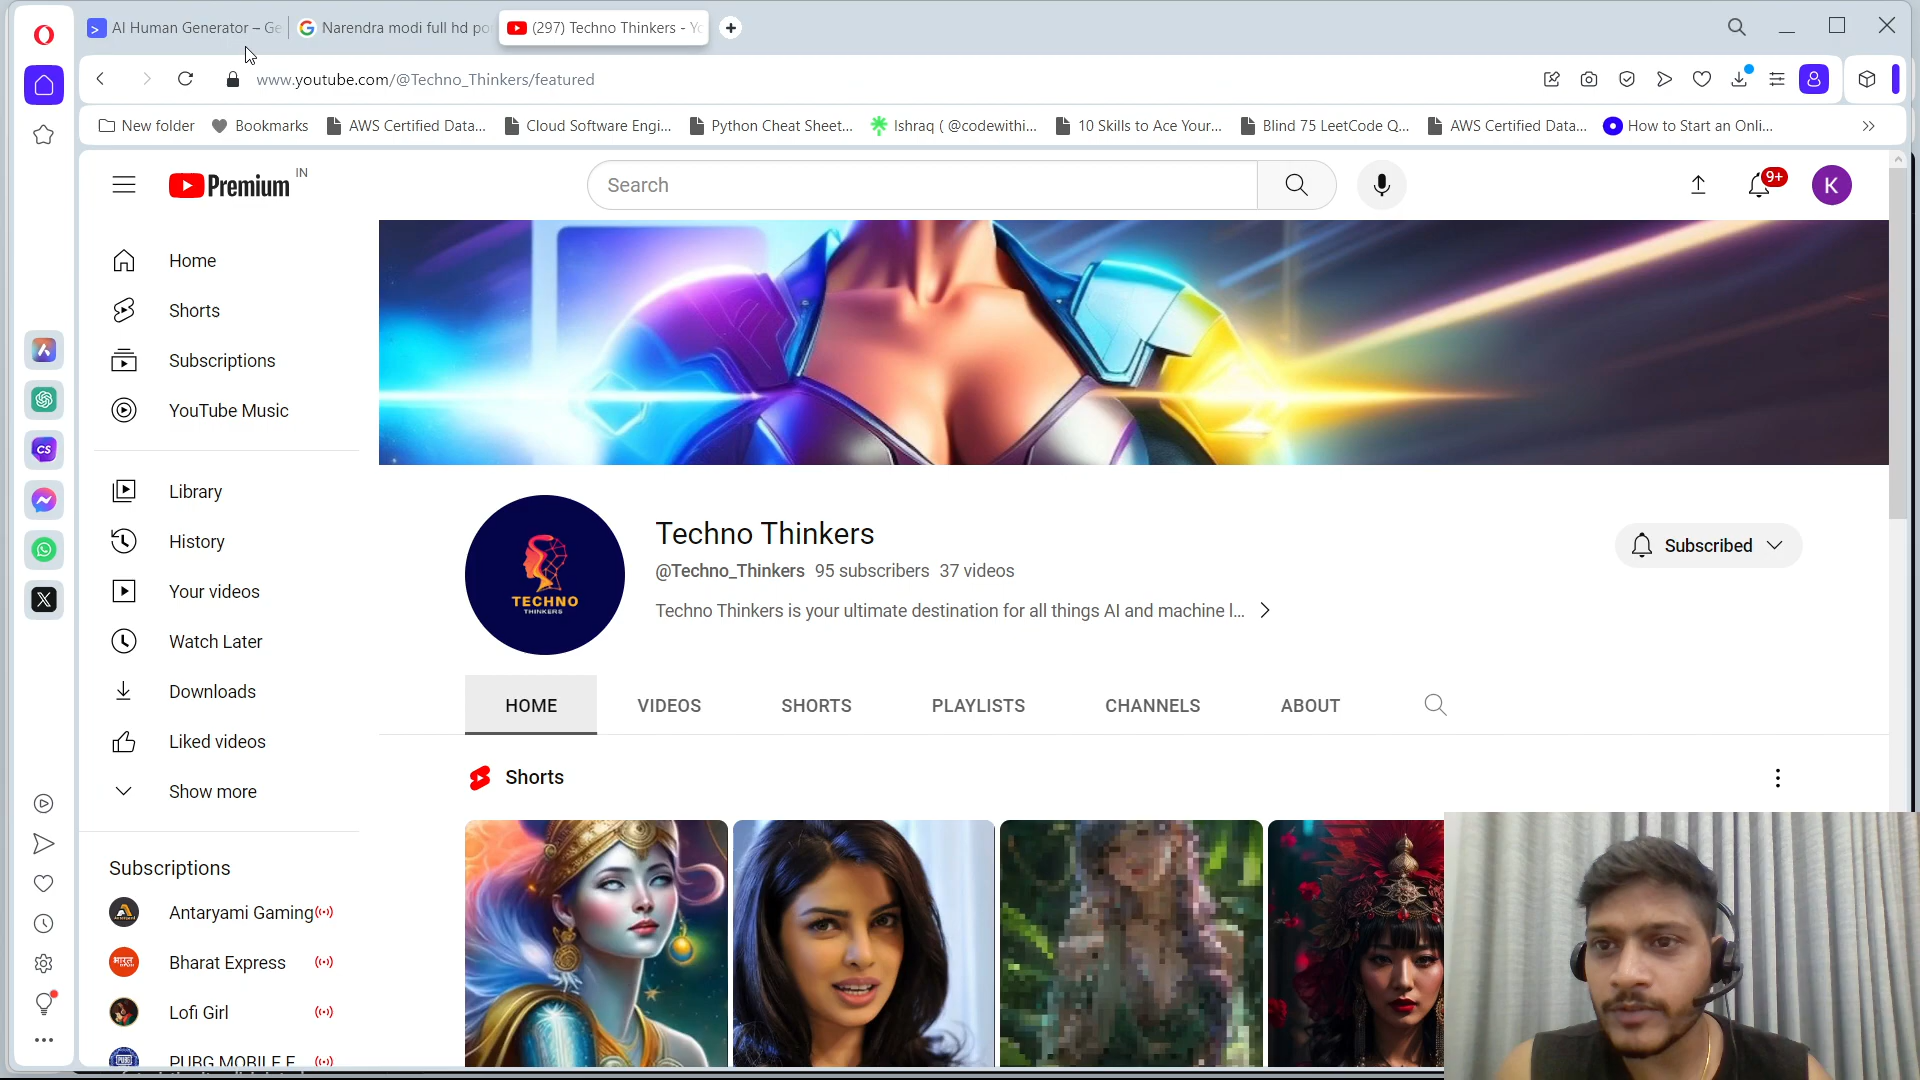 AI Human Generator – Ge
Narendra modi full hd po
(297) Techno Thinkers - Yo
www.youtube.com/@Techno_Thinkers/featured
New folder
Bookmarks
AWS Certified Data...
Cloud Software Engi...
Python Cheat Sheet...
Ishraq ( @codewithi...
10 Skills to Ace Your...
Blind 75 LeetCode Q...
AWS Certified Data...
How to Start an Onli...
Premium IN
Search
9+
K
Home
Shorts
Subscriptions
YouTube Music
CS
Library
History
Your videos
Watch Later
Downloads
Liked videos
Show more
Subscriptions
Antaryami Gaming
Bharat Express
Lofi Girl
PUBG MOBILE E
TECHNO
THINKERS
Techno Thinkers
@Techno_Thinkers 95 subscribers 37 videos
Techno Thinkers is your ultimate destination for all things AI and machine l...
Subscribed
HOME
VIDEOS
SHORTS
PLAYLISTS
CHANNELS
ABOUT
Shorts